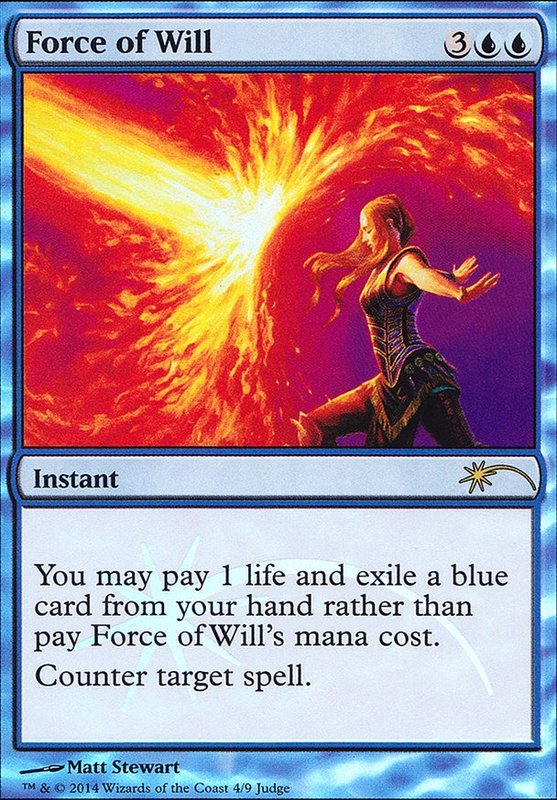 Force of Will 3
Instant
You may pay 1 life and exile a blue
card from your hand rather than
pay Force of Will's mana cost.
Counter target spell.
Matt Stewart
™ & © 2014 Wizards of the Coast 4/9 Judge